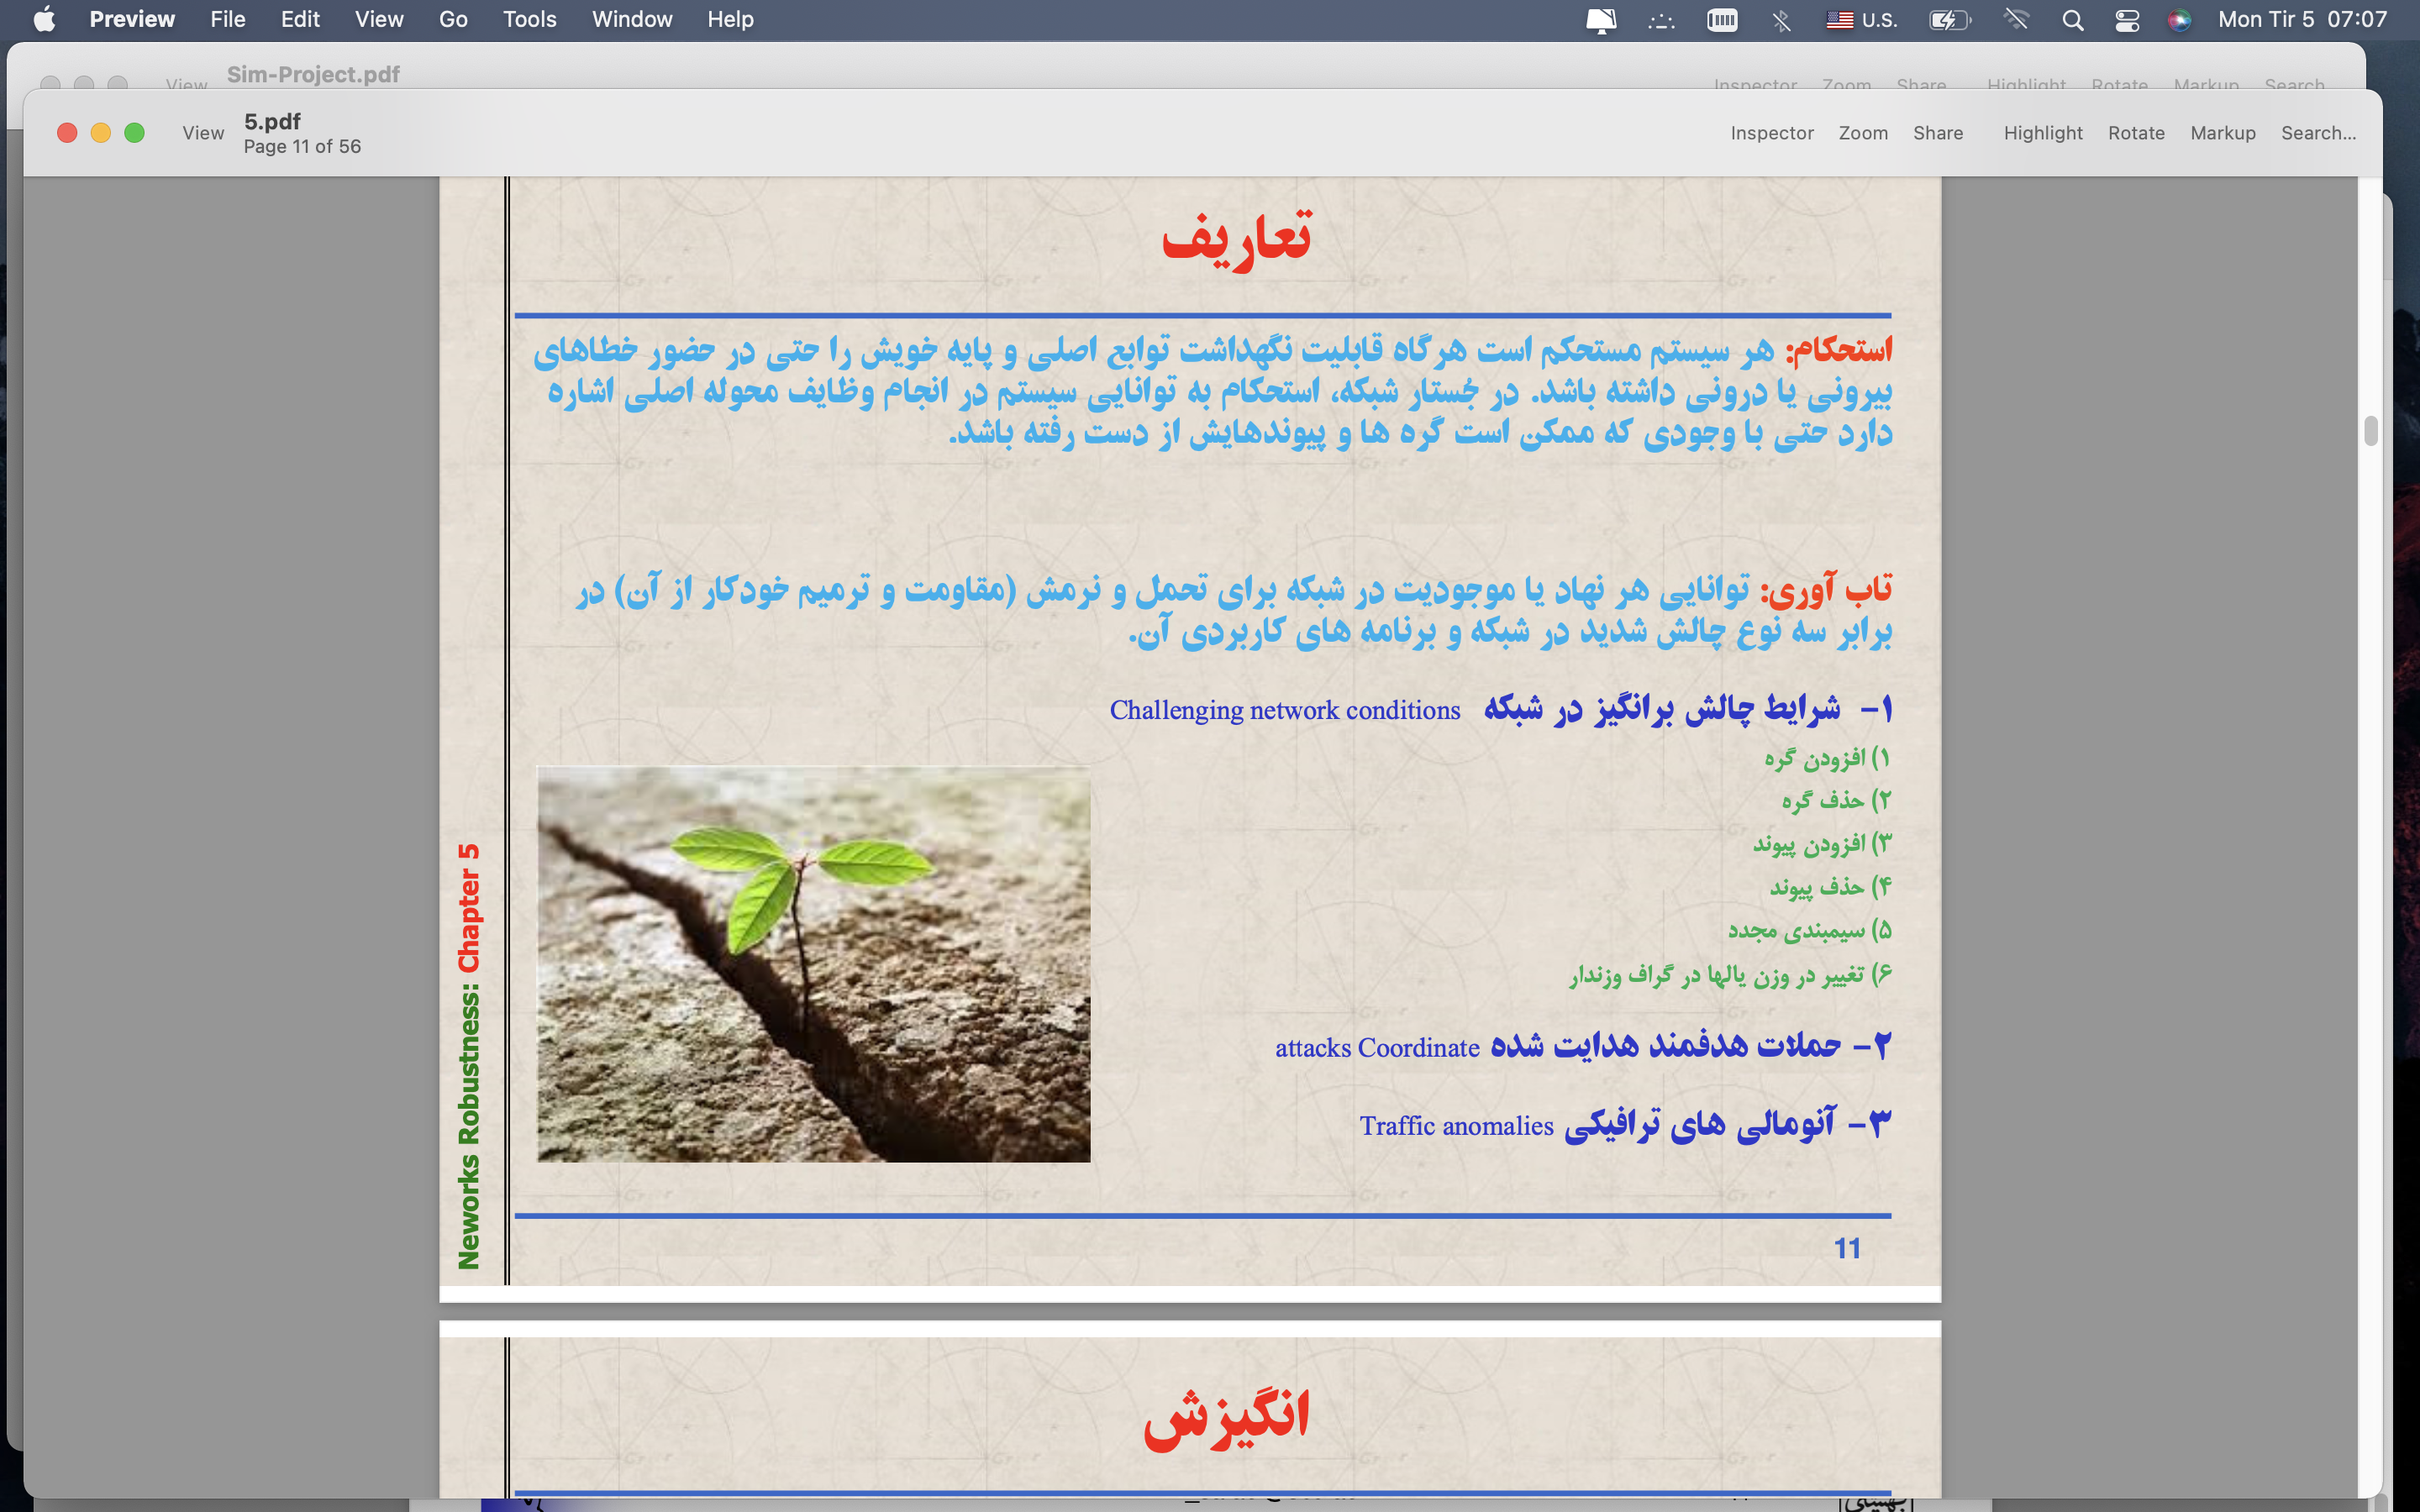 Preview File Edit View Go Tools Window Help U.S. Mon Tir 5 07:07
Sim-Project.pdf
View Inspector Zoom Share Highlight Rotate Markup Search
View 5.pdf Inspector Zoom Share Highlight Rotate Markup Search...
Page 11 of 56
تعاریف
استحکام: هر سیستم مستحکم است هرگاه قابلیت نگهداشت توابع اصلی و پایه خویش را حتی در حضور خطاهای
بیرونی یا درونی داشته باشد. در جُستار شبکه، استحکام به توانایی سیستم در انجام وظایف محوله اصلی اشاره
دارد حتی با وجودی که ممکن است گره ها و پیوندهایش از دست رفته باشد.
تاب آوری: توانایی هر نهاد یا موجودیت در شبکه برای تحمل و نرمش (مقاومت و ترمیم خودکار از آن) در
برابر سه نوع چالش شدید در شبکه و برنامه های کاربردی آن.
۱- شرایط چالش برانگیز در شبکه Challenging network conditions
۱) افزودن گره
۲) حذف گره
۳) افزودن پیوند
۴) حذف پیوند
۵) سیمبندی مجدد
۶) تغییر در وزن یالها در گراف وزندار
۲- حملات هدفمند هدایت شده attacks Coordinate
۳- آنومالی های ترافیکی Traffic anomalies
Neworks Robustness: Chapter 5
11
انگیزش